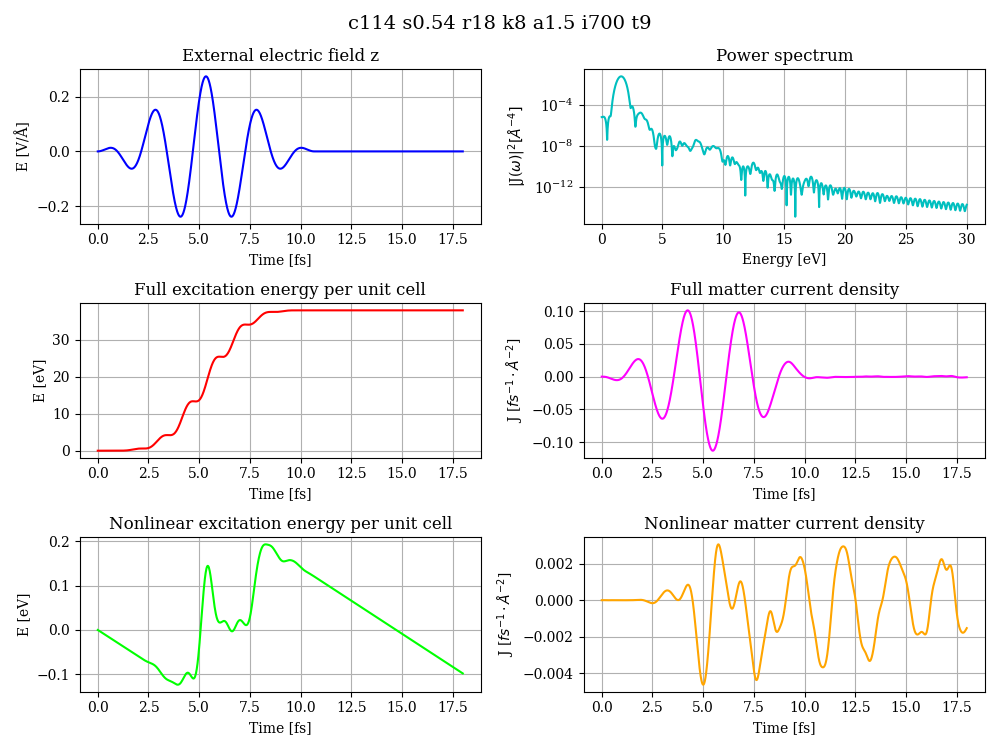 c114 s0.54 r18 k8 a1.5 i700 t9
External electric field z
E [V/Å]
0.2
0.0
−0.2
0.0 2.5 5.0 7.5 10.0 12.5 15.0 17.5
Time [fs]
Power spectrum
|J(ω)|² [Å⁻⁴]
10⁻⁴
10⁻⁸
10⁻¹²
0 5 10 15 20 25 30
Energy [eV]
Full excitation energy per unit cell
E [eV]
30
20
10
0
0.0 2.5 5.0 7.5 10.0 12.5 15.0 17.5
Time [fs]
Full matter current density
J [fs⁻¹ · Å⁻²]
0.10
0.05
0.00
−0.05
−0.10
0.0 2.5 5.0 7.5 10.0 12.5 15.0 17.5
Time [fs]
Nonlinear excitation energy per unit cell
E [eV]
0.2
0.1
0.0
−0.1
0.0 2.5 5.0 7.5 10.0 12.5 15.0 17.5
Time [fs]
Nonlinear matter current density
J [fs⁻¹ · Å⁻²]
0.002
0.000
−0.002
−0.004
0.0 2.5 5.0 7.5 10.0 12.5 15.0 17.5
Time [fs]